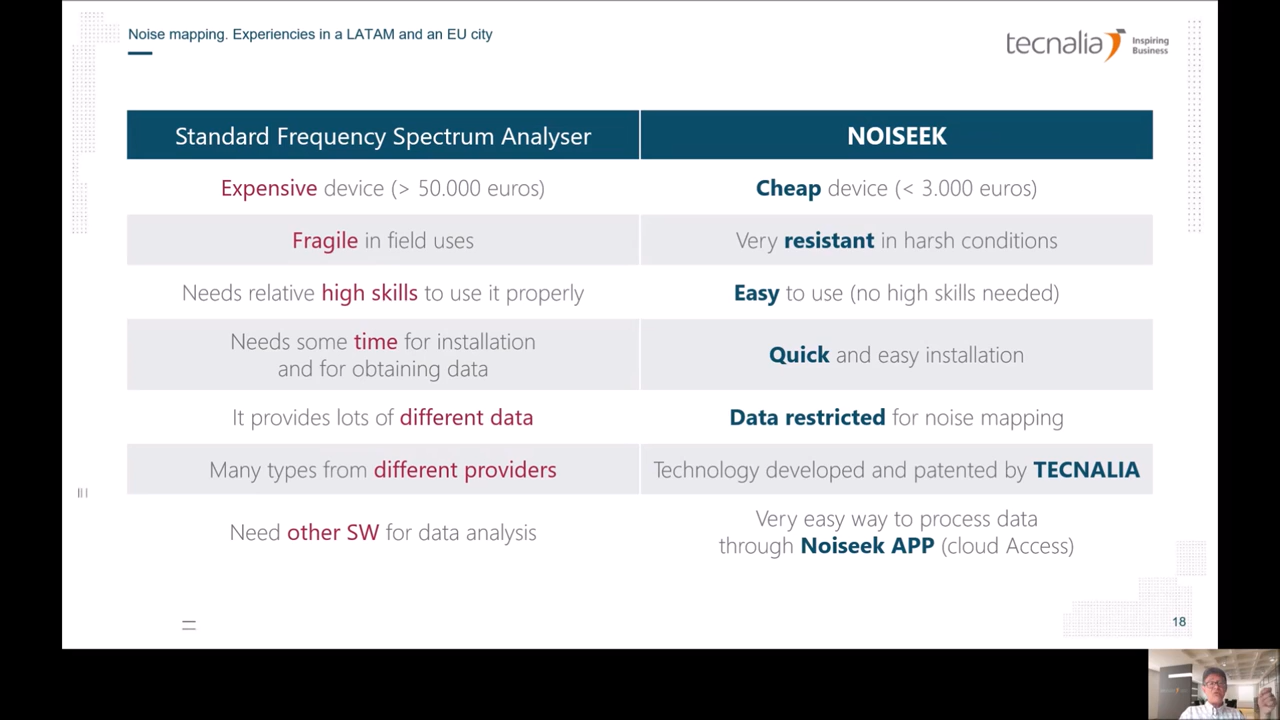 Noise mapping. Experiencies in a LATAM and an EU city
tecnalia Inspiring
Business
Standard Frequency Spectrum Analyser
NOISEEK
Expensive device (> 50.000 euros)
Cheap device (< 3.000 euros)
Fragile in field uses
Very resistant in harsh conditions
Needs relative high skills to use it properly
Easy to use (no high skills needed)
Needs some time for installation
and for obtaining data
Quick and easy installation
It provides lots of different data
Data restricted for noise mapping
Many types from different providers
Technology developed and patented by TECNALIA
Need other SW for data analysis
Very easy way to process data
through Noiseek APP (cloud Access)
18